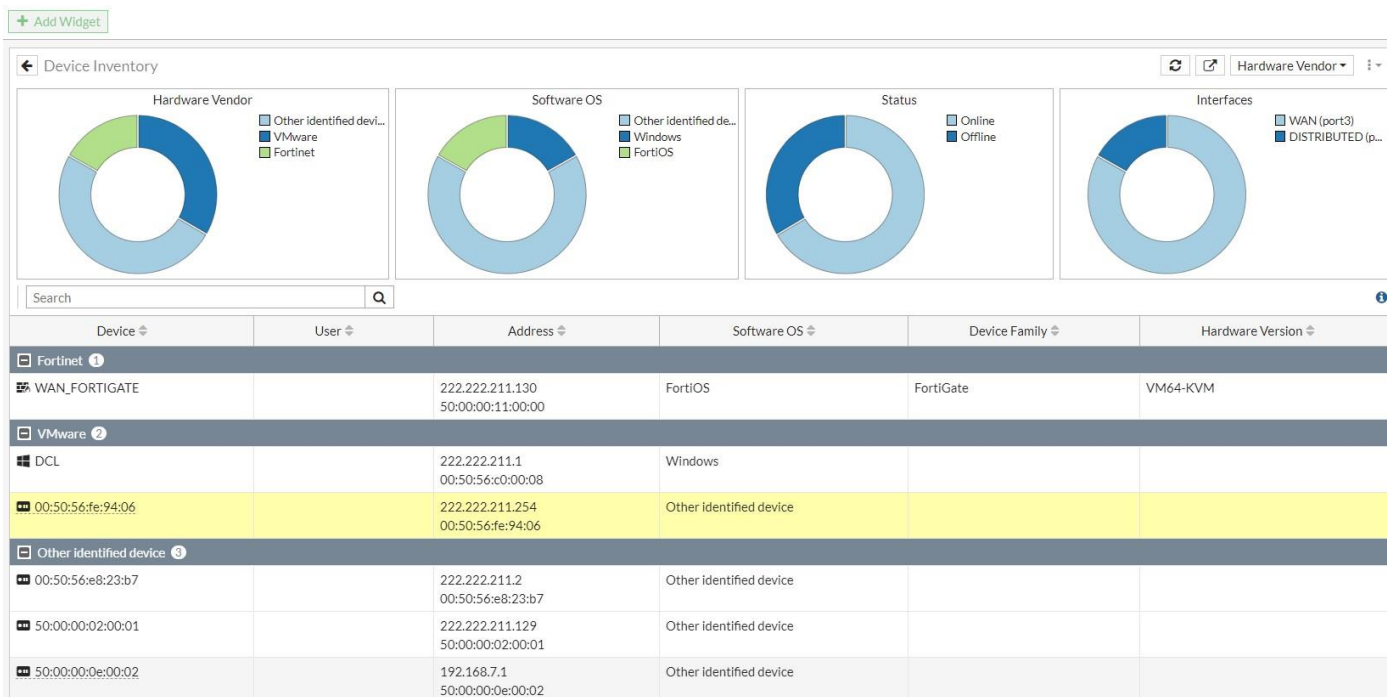 + Add Widget
Device Inventory
Hardware Vendor
Hardware Vendor
Other identified devi...
VMware
Fortinet
Software OS
Other identified de...
Windows
FortiOS
Status
Online
Offline
Interfaces
WAN (port3)
DISTRIBUTED (p...
Search
Device User Address Software OS Device Family Hardware Version
Fortinet 1
WAN_FORTIGATE 222.222.211.130 FortiOS FortiGate VM64-KVM
50:00:00:11:00:00
VMware 2
DCL 222.222.211.1 Windows
00:50:56:c0:00:08
00:50:56:fe:94:06 222.222.211.254 Other identified device
00:50:56:fe:94:06
Other identified device 3
00:50:56:e8:23:b7 222.222.211.2 Other identified device
00:50:56:e8:23:b7
50:00:00:02:00:01 222.222.211.129 Other identified device
50:00:00:02:00:01
50:00:00:0e:00:02 192.168.7.1 Other identified device
50:00:00:0e:00:02